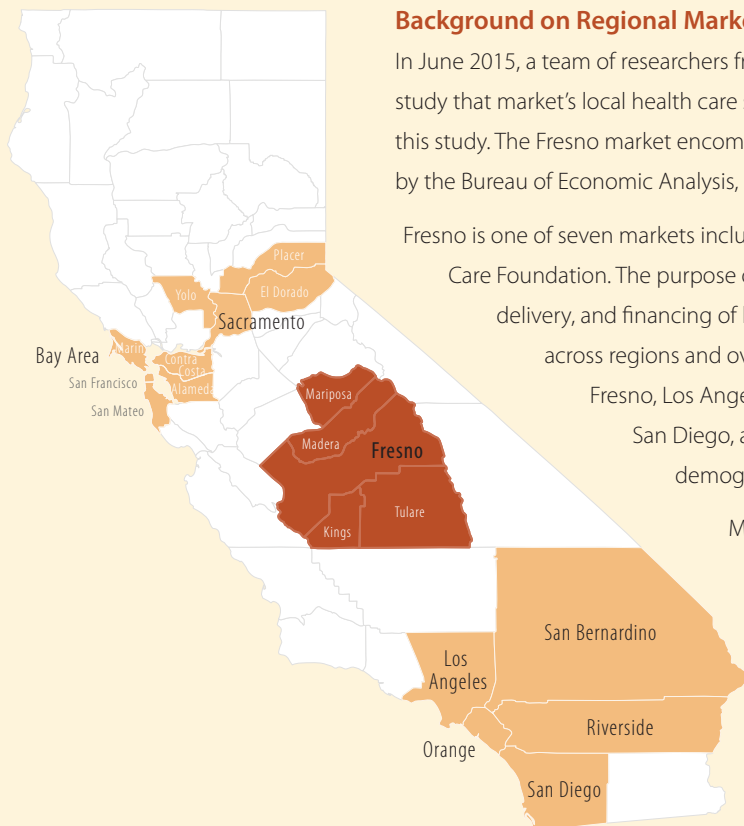 Background on Regional Marke
In June 2015, a team of researchers fr
study that market's local health care s
this study. The Fresno market encom
by the Bureau of Economic Analysis,
Fresno is one of seven markets inclu
Care Foundation. The purpose o
delivery, and financing of
across regions and ov
Fresno, Los Ange
San Diego, a
demog
M
Placer
El Dorado
Yolo
Sacramento
Bay Area
Marin
Contra
Costa
San Francisco
Alameda
San Mateo
Mariposa
Madera
Fresno
Tulare
Kings
San Bernardino
Los
Angeles
Riverside
Orange
San Diego